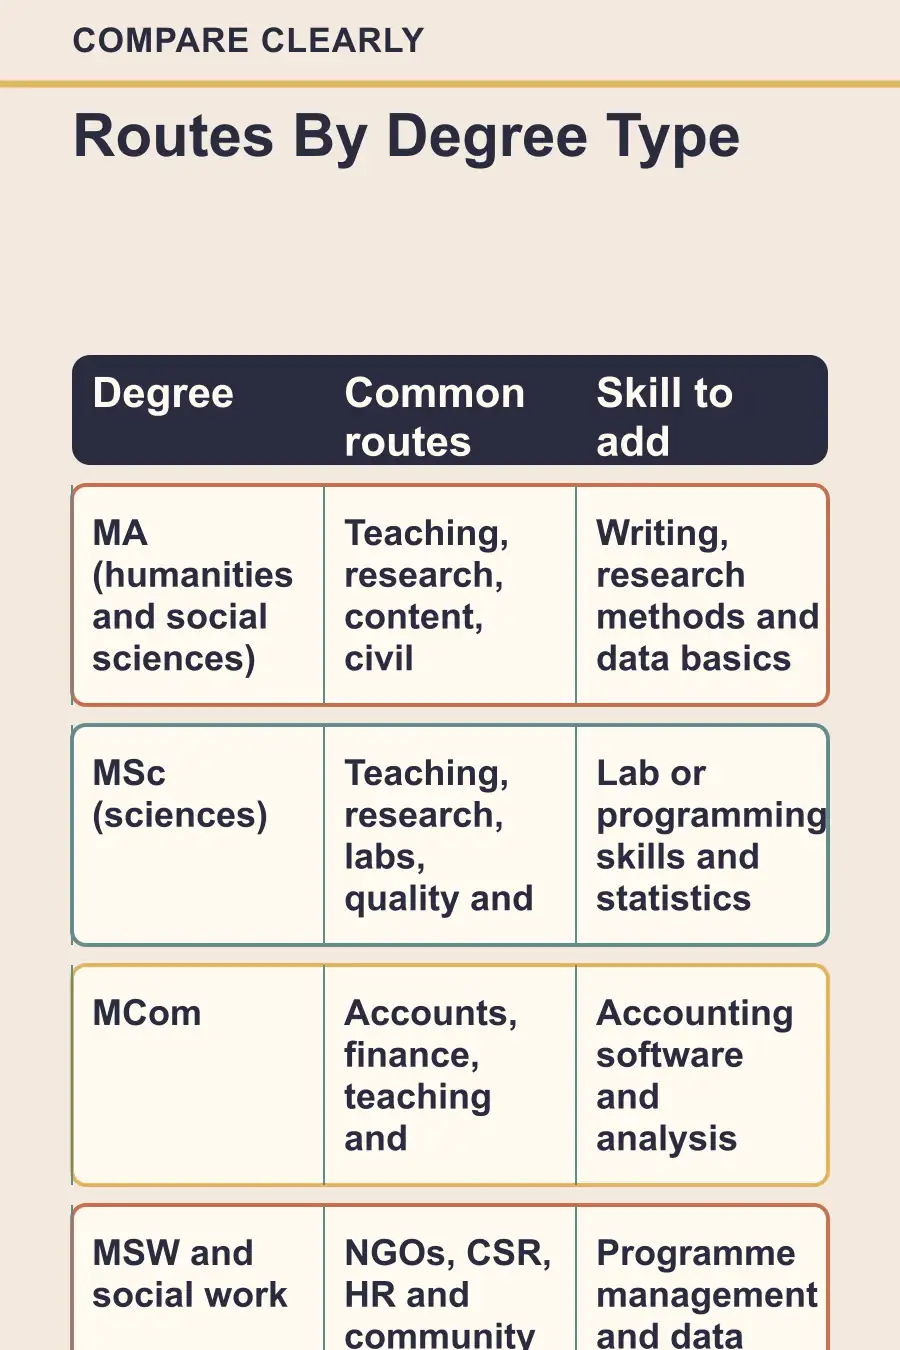 COMPARE CLEARLY
Routes By Degree Type
Degree
Common
routes
Skill to
add
MA
(humanities
and social
sciences)
Teaching,
research,
content,
civil
Writing,
research
methods and
data basics
MSc
(sciences)
Teaching,
research,
labs,
quality and
Lab or
programming
skills and
statistics
MCom
Accounts,
finance,
teaching
and
Accounting
software
and
analysis
MSW and
social work
NGOs, CSR,
HR and
community
Programme
management
and data